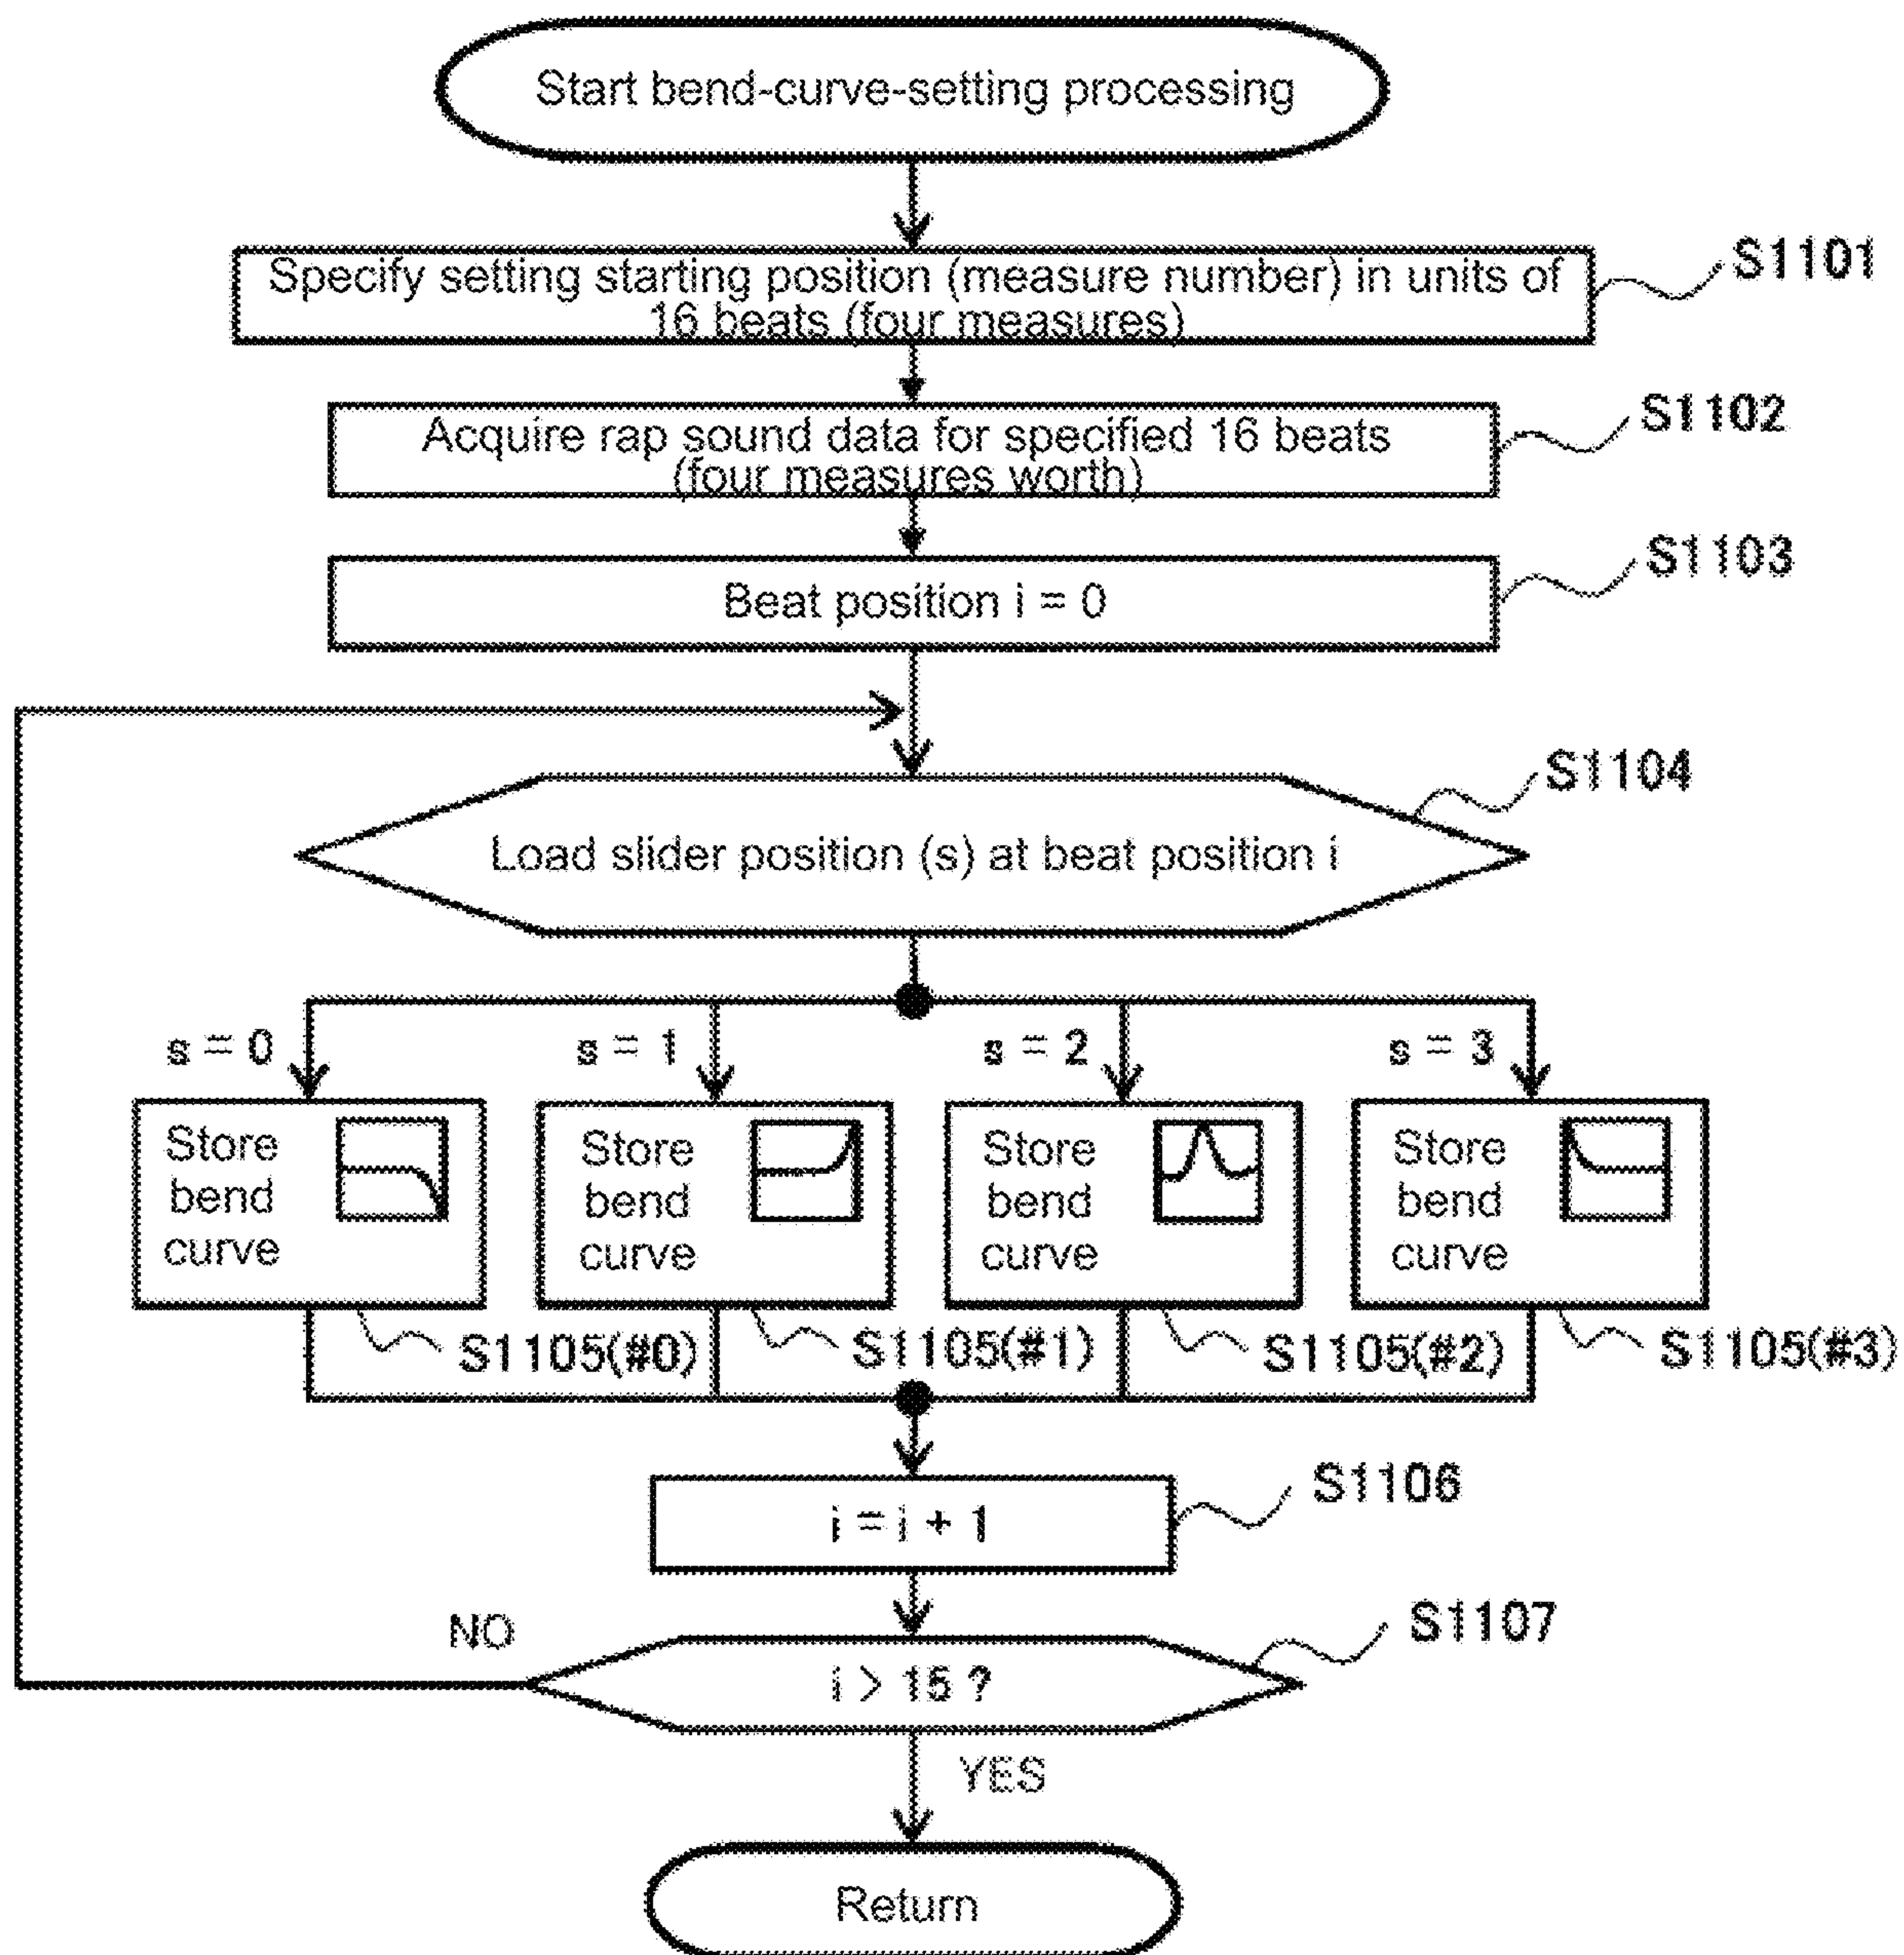 Start bend-curve-setting processing
Specify setting starting position (measure number) in units of
16 beats (four measures)
S1101
Acquire rap sound data for specified 16 beats
(four measures worth)
S1102
Beat position i = 0
S1103
Load slider position (s) at beat position i
S1104
s = 0
s = 1
s = 2
s = 3
Store
bend
curve
Store
bend
curve
Store
bend
curve
Store
bend
curve
S1105(#0)
S1105(#1)
S1105(#2)
S1105(#3)
i = i + 1
S1106
NO
i > 15 ?
S1107
YES
Return